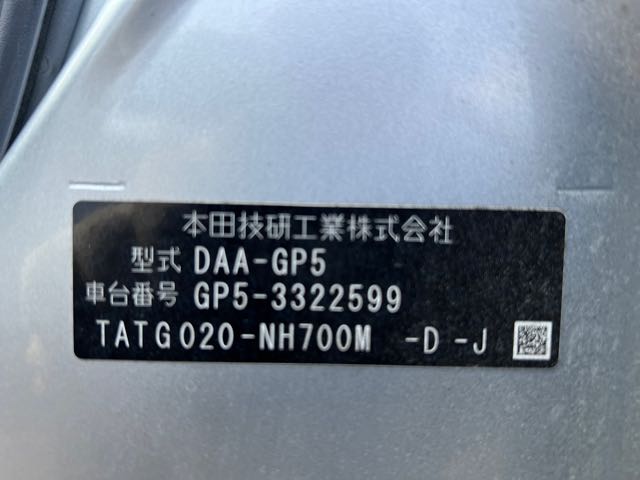 本田技研工業株式会社
型式 DAA-GP5
車台番号 GP5-3322599
TATG020-NH700M -D-J